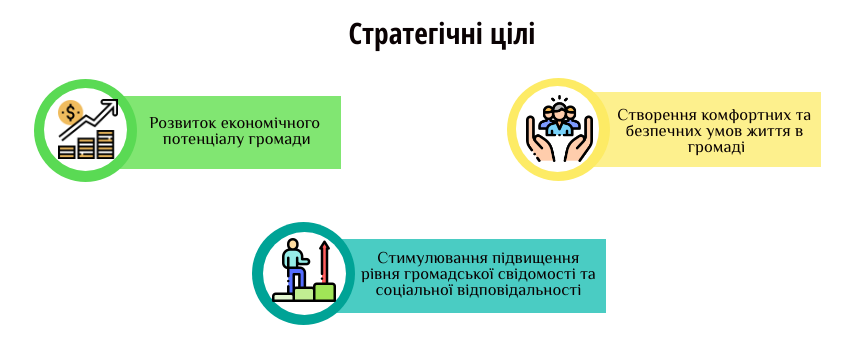 Стратегічні цілі
Розвиток економічного
потенціалу громади
Створення комфортних та
безпечних умов життя в
громаді
Стимулювання підвищення
рівня громадської свідомості та
соціальної відповідальності